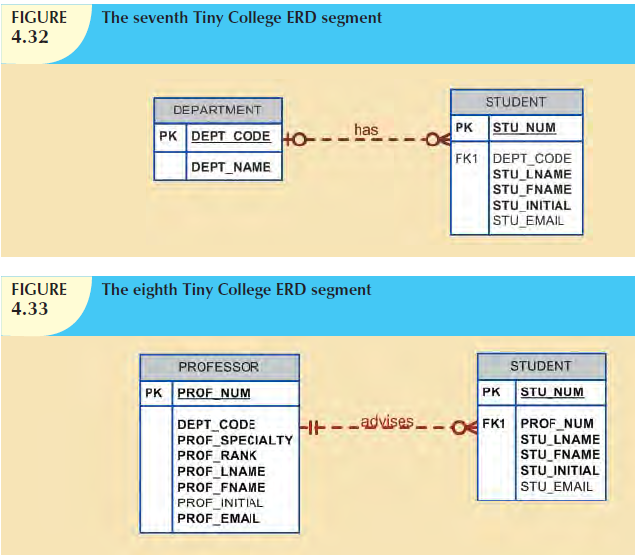 FIGURE 4.32
The seventh Tiny College ERD segment
DEPARTMENT
PK DEPT_CODE
DEPT_NAME
has
STUDENT
PK STU_NUM
FK1 DEPT_CODE
STU_LNAME
STU_FNAME
STU_INITIAL
STU_EMAIL
FIGURE 4.33
The eighth Tiny College ERD segment
PROFESSOR
PK PROF_NUM
DEPT_CODE
PROF_SPECIALTY
PROF_RANK
PROF_LNAME
PROF_FNAME
PROF_INITIAL
PROF_EMAIL
advises
STUDENT
PK STU_NUM
FK1 PROF_NUM
STU_LNAME
STU_FNAME
STU_INITIAL
STU_EMAIL